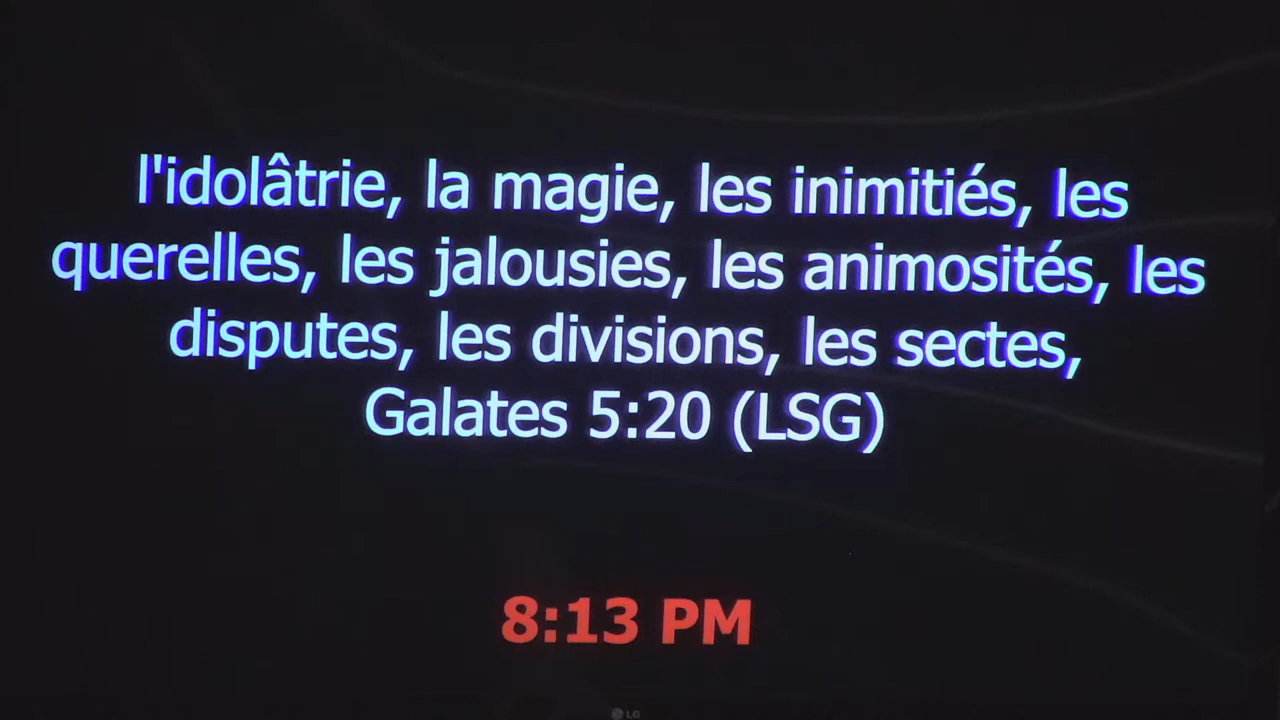 l'idolâtrie, la magie, les inimitiés, les
querelles, les jalousies, les animosités, les
disputes, les divisions, les sectes,
Galates 5:20 (LSG)
8:13 PM
LG